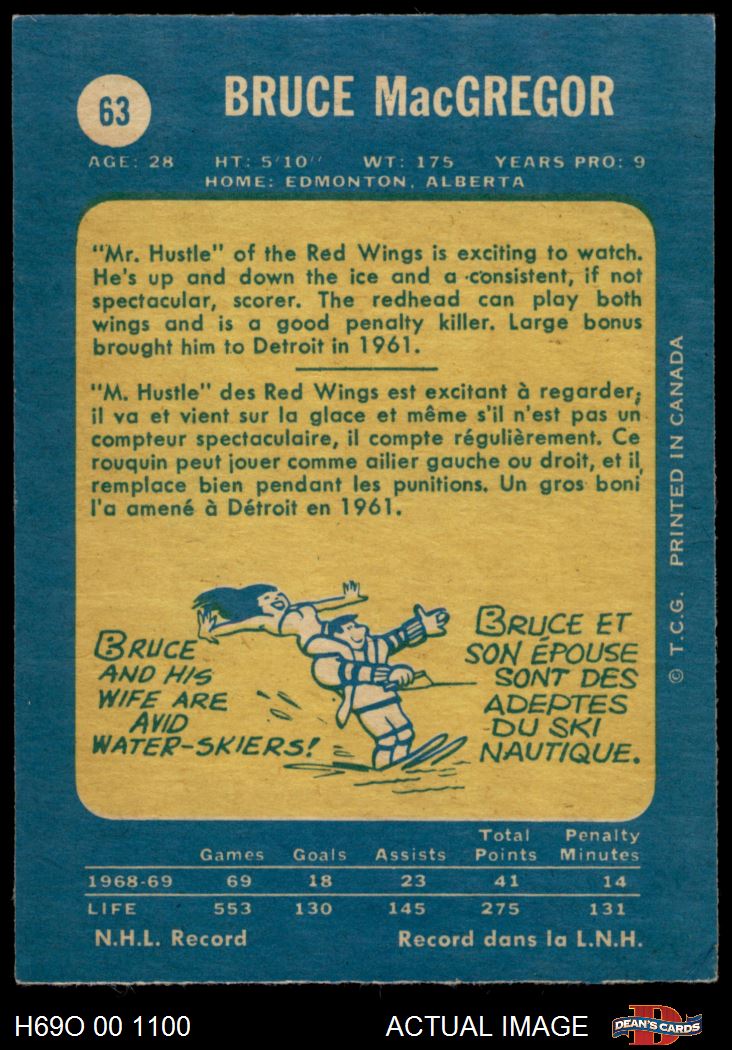 63
BRUCE MacGREGOR
AGE: 28 HT: 5'10'' WT: 175 YEARS PRO: 9
HOME: EDMONTON, ALBERTA
"Mr. Hustle" of the Red Wings is exciting to watch.
He's up and down the ice and a consistent, if not
spectacular, scorer. The redhead can play both
wings and is a good penalty killer. Large bonus
brought him to Detroit in 1961.
"M. Hustle" des Red Wings est excitant à regarder;
il va et vient sur la glace et même s'il n'est pas un
compteur spectaculaire, il compte régulièrement. Ce
rouquin peut jouer comme ailier gauche ou droit, et il
remplace bien pendant les punitions. Un gros boni
l'a amené à Détroit en 1961.
BRUCE
AND HIS
WIFE ARE
AVID
WATER-SKIERS!
BRUCE ET
SON ÉPOUSE
SONT DES
ADEPTES
DU SKI
NAUTIQUE.
© T.C.G. PRINTED IN CANADA
Total Penalty
Games Goals Assists Points Minutes
1968-69 69 18 23 41 14
LIFE 553 130 145 275 131
N.H.L. Record Record dans la L.N.H.
H69O 00 1100 ACTUAL IMAGE
D
DEAN'S CARDS